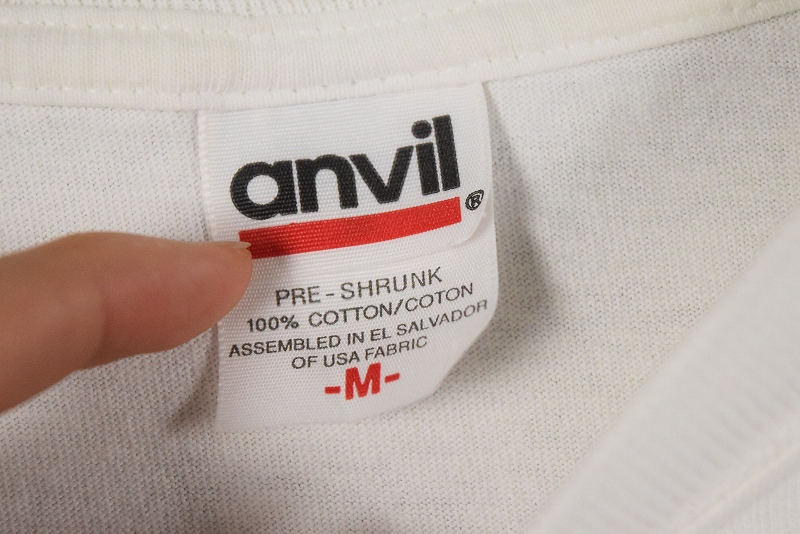 anvil®
PRE-SHRUNK
100% COTTON/COTON
ASSEMBLED IN EL SALVADOR
OF USA FABRIC
-M-